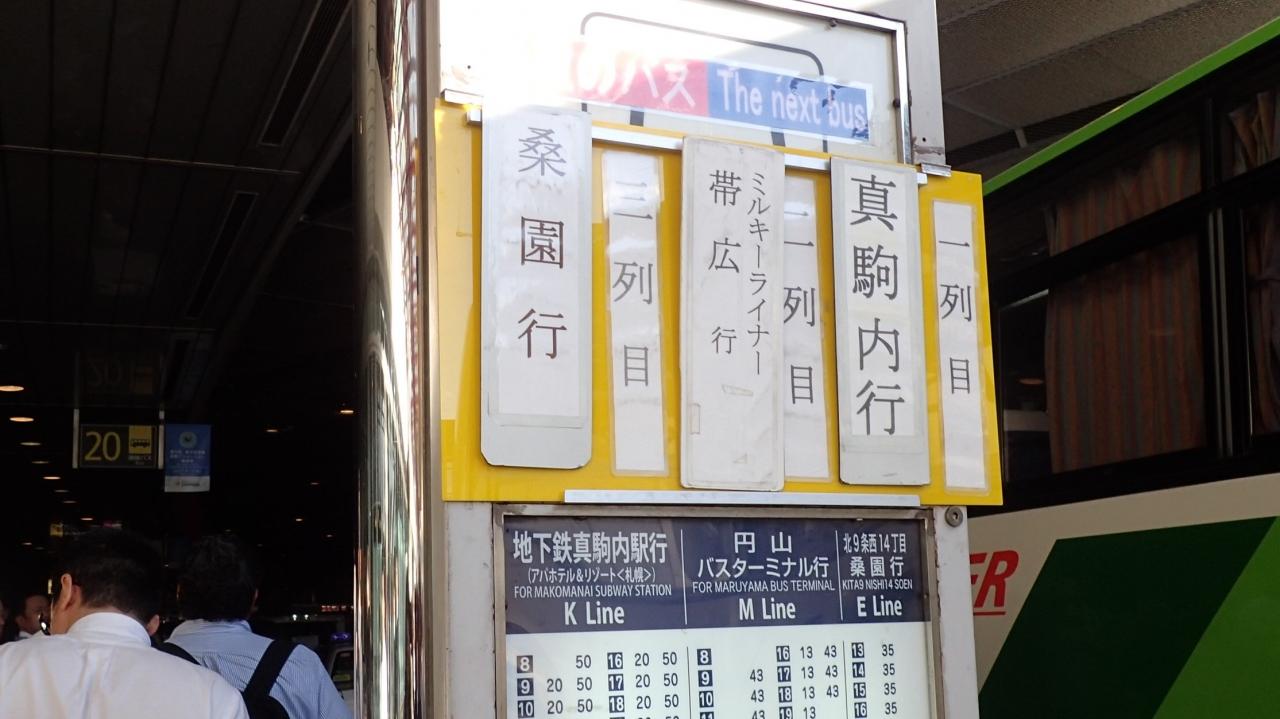 のバス The next bus
桑園行
三列目
ミルキーライナー
帯広行
二列目
真駒内行
一列目
20
地下鉄真駒内駅行
(アパホテル&リゾート<札幌>)
FOR MAKOMANAI SUBWAY STATION
K Line
円山
バスターミナル行
FOR MARUYAMA BUS TERMINAL
M Line
北9条西14丁目
桑園行
KITA9 NISHI14 SOEN
E Line
8 50 16 20 50 8 16 13 43 13 35
9 20 50 17 20 50 9 43 17 13 43 14 35
10 20 50 18 20 50 10 43 18 13 43 15 35
43 19 13 16 35
ER